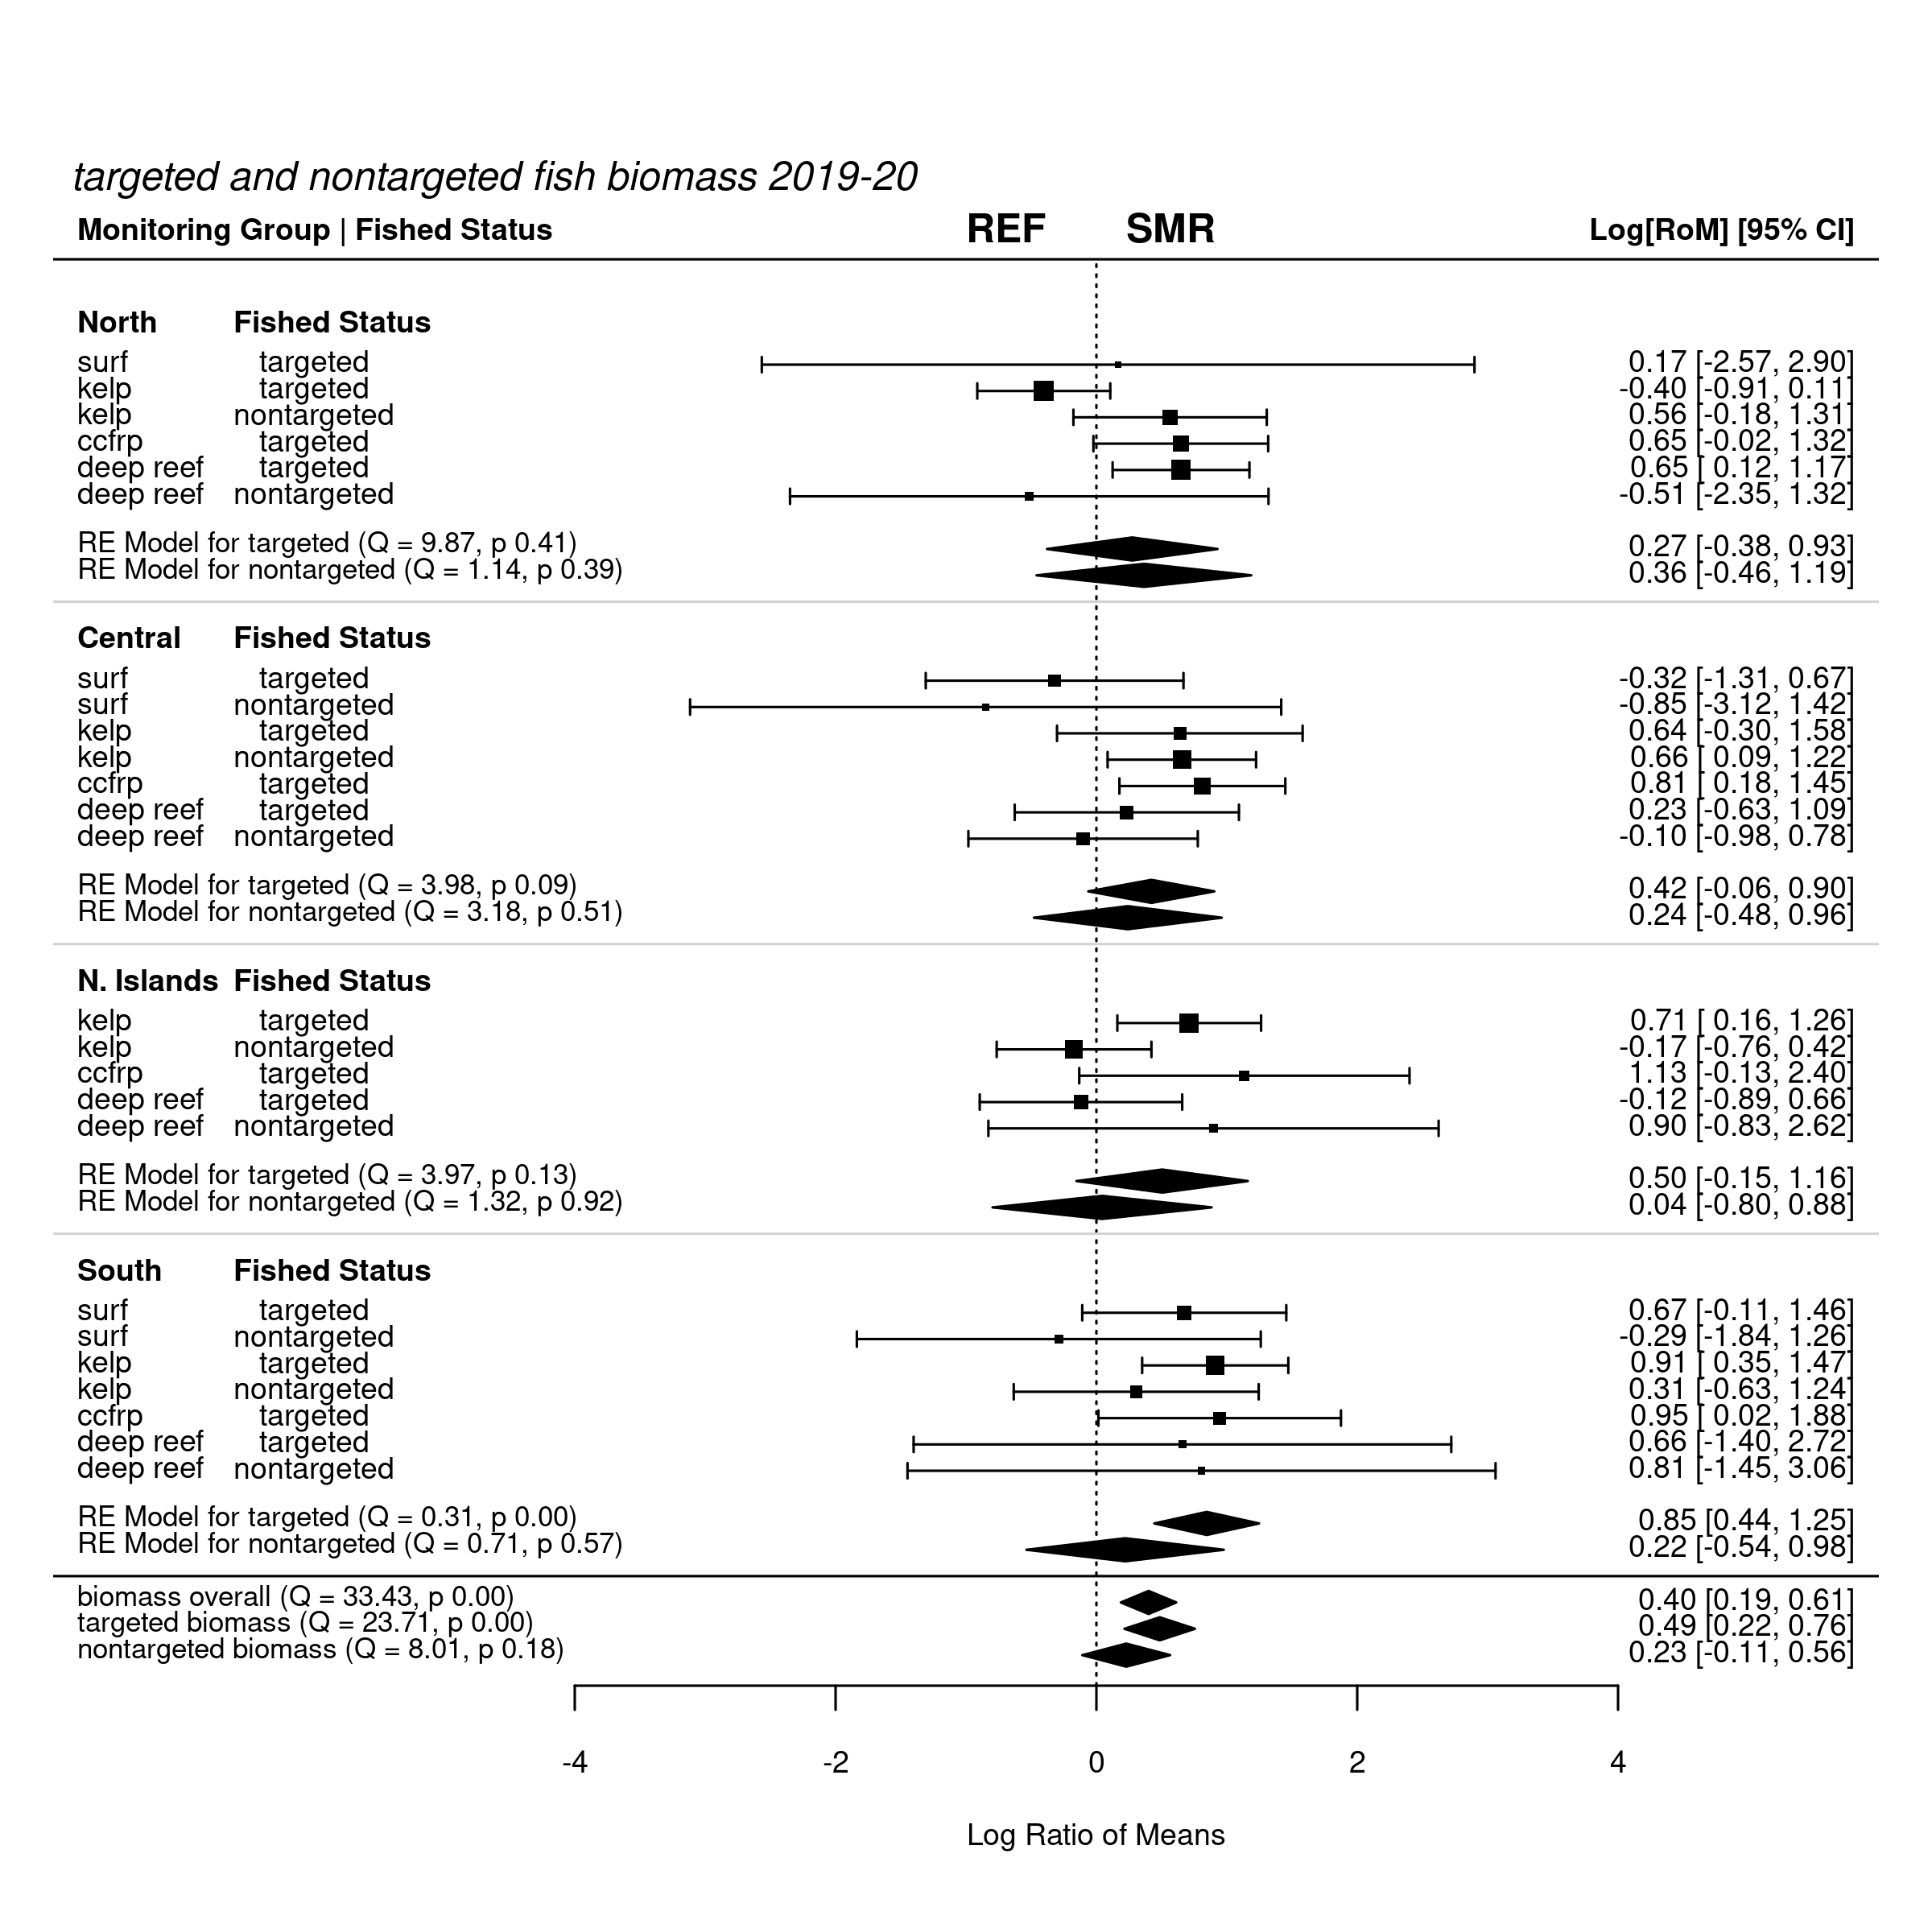 targeted and nontargeted fish biomass 2019-20
Monitoring Group | Fished Status REF SMR Log[RoM] [95% CI]
North Fished Status
surf targeted 0.17 [-2.57, 2.90]
kelp targeted -0.40 [-0.91, 0.11]
kelp nontargeted 0.56 [-0.18, 1.31]
ccfrp targeted 0.65 [-0.02, 1.32]
deep reef targeted 0.65 [ 0.12, 1.17]
deep reef nontargeted -0.51 [-2.35, 1.32]
RE Model for targeted (Q = 9.87, p 0.41) 0.27 [-0.38, 0.93]
RE Model for nontargeted (Q = 1.14, p 0.39) 0.36 [-0.46, 1.19]
Central Fished Status
surf targeted -0.32 [-1.31, 0.67]
surf nontargeted -0.85 [-3.12, 1.42]
kelp targeted 0.64 [-0.30, 1.58]
kelp nontargeted 0.66 [ 0.09, 1.22]
ccfrp targeted 0.81 [ 0.18, 1.45]
deep reef targeted 0.23 [-0.63, 1.09]
deep reef nontargeted -0.10 [-0.98, 0.78]
RE Model for targeted (Q = 3.98, p 0.09) 0.42 [-0.06, 0.90]
RE Model for nontargeted (Q = 3.18, p 0.51) 0.24 [-0.48, 0.96]
N. Islands Fished Status
kelp targeted 0.71 [ 0.16, 1.26]
kelp nontargeted -0.17 [-0.76, 0.42]
ccfrp targeted 1.13 [-0.13, 2.40]
deep reef targeted -0.12 [-0.89, 0.66]
deep reef nontargeted 0.90 [-0.83, 2.62]
RE Model for targeted (Q = 3.97, p 0.13) 0.50 [-0.15, 1.16]
RE Model for nontargeted (Q = 1.32, p 0.92) 0.04 [-0.80, 0.88]
South Fished Status
surf targeted 0.67 [-0.11, 1.46]
surf nontargeted -0.29 [-1.84, 1.26]
kelp targeted 0.91 [ 0.35, 1.47]
kelp nontargeted 0.31 [-0.63, 1.24]
ccfrp targeted 0.95 [ 0.02, 1.88]
deep reef targeted 0.66 [-1.40, 2.72]
deep reef nontargeted 0.81 [-1.45, 3.06]
RE Model for targeted (Q = 0.31, p 0.00) 0.85 [0.44, 1.25]
RE Model for nontargeted (Q = 0.71, p 0.57) 0.22 [-0.54, 0.98]
biomass overall (Q = 33.43, p 0.00) 0.40 [0.19, 0.61]
targeted biomass (Q = 23.71, p 0.00) 0.49 [0.22, 0.76]
nontargeted biomass (Q = 8.01, p 0.18) 0.23 [-0.11, 0.56]
-4 -2 0 2 4
Log Ratio of Means